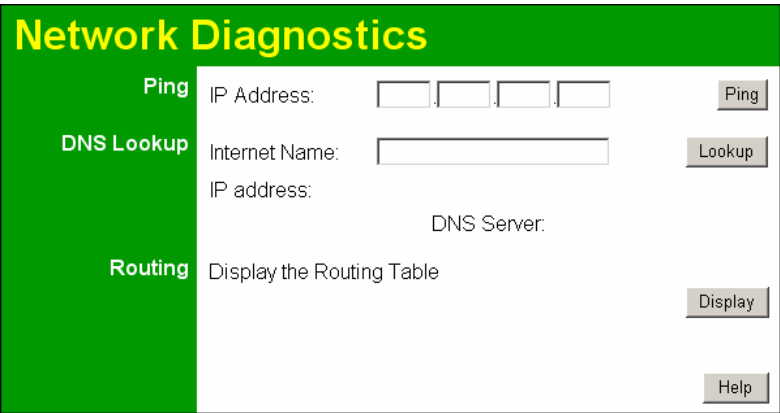 Network Diagnostics
Ping IP Address: . . . Ping
DNS Lookup Internet Name: Lookup
IP address:
DNS Server:
Routing Display the Routing Table
Display
Help